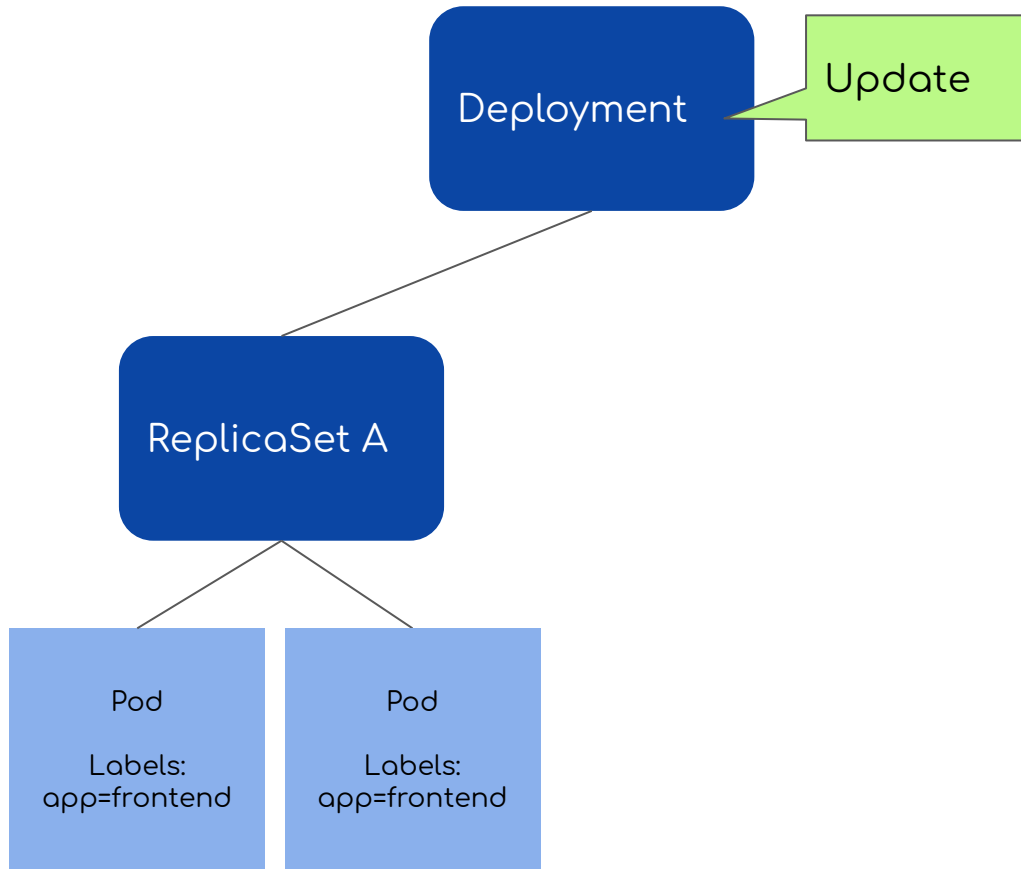 Deployment
Update
ReplicaSet A
Pod
Labels:
app=frontend
Pod
Labels:
app=frontend